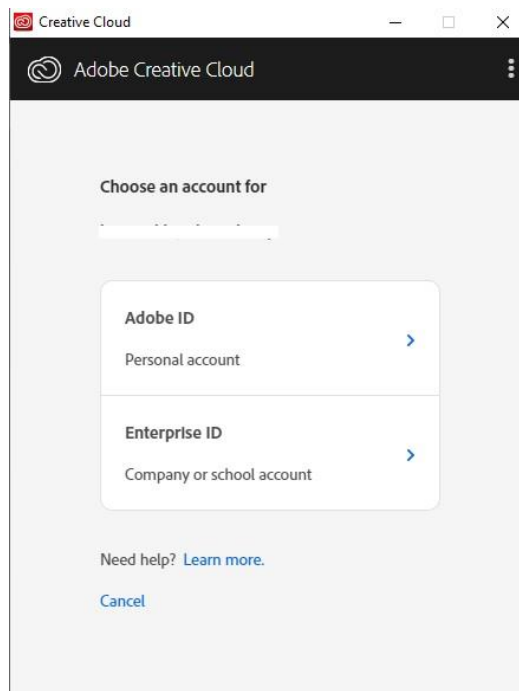 Creative Cloud
Adobe Creative Cloud
Choose an account for
Adobe ID
Personal account
Enterprise ID
Company or school account
Need help? Learn more.
Cancel